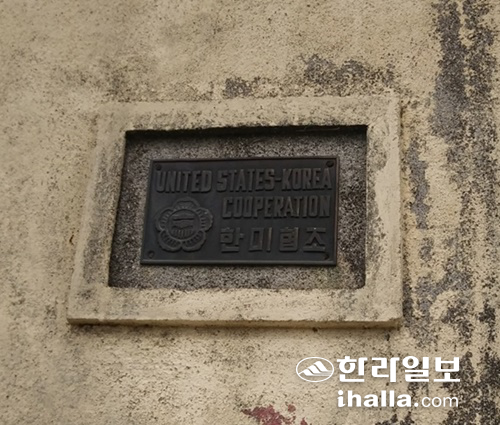 UNITED STATES-KOREA
COOPERATION
한미협조
한라일보
ihalla.com